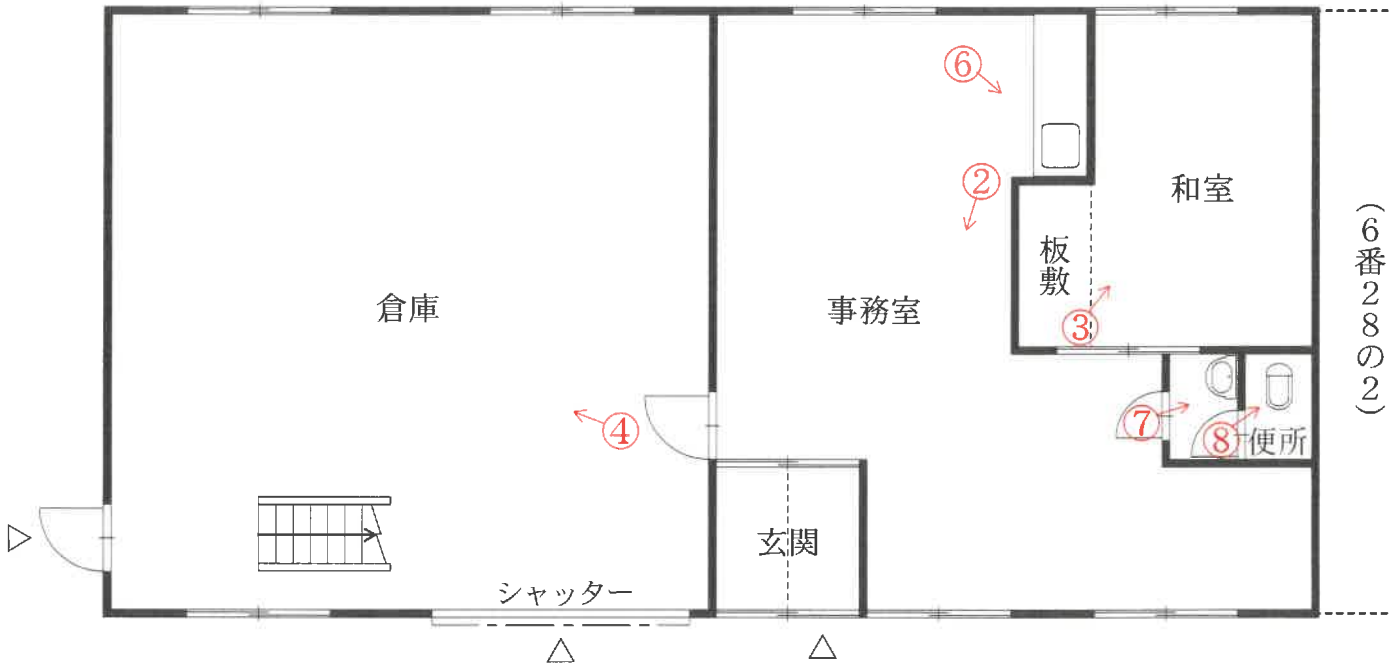 ⑥
②
和室
板敷
倉庫
事務室
③
④
⑦
⑧
便所
玄関
シャッター
(6番28の2)